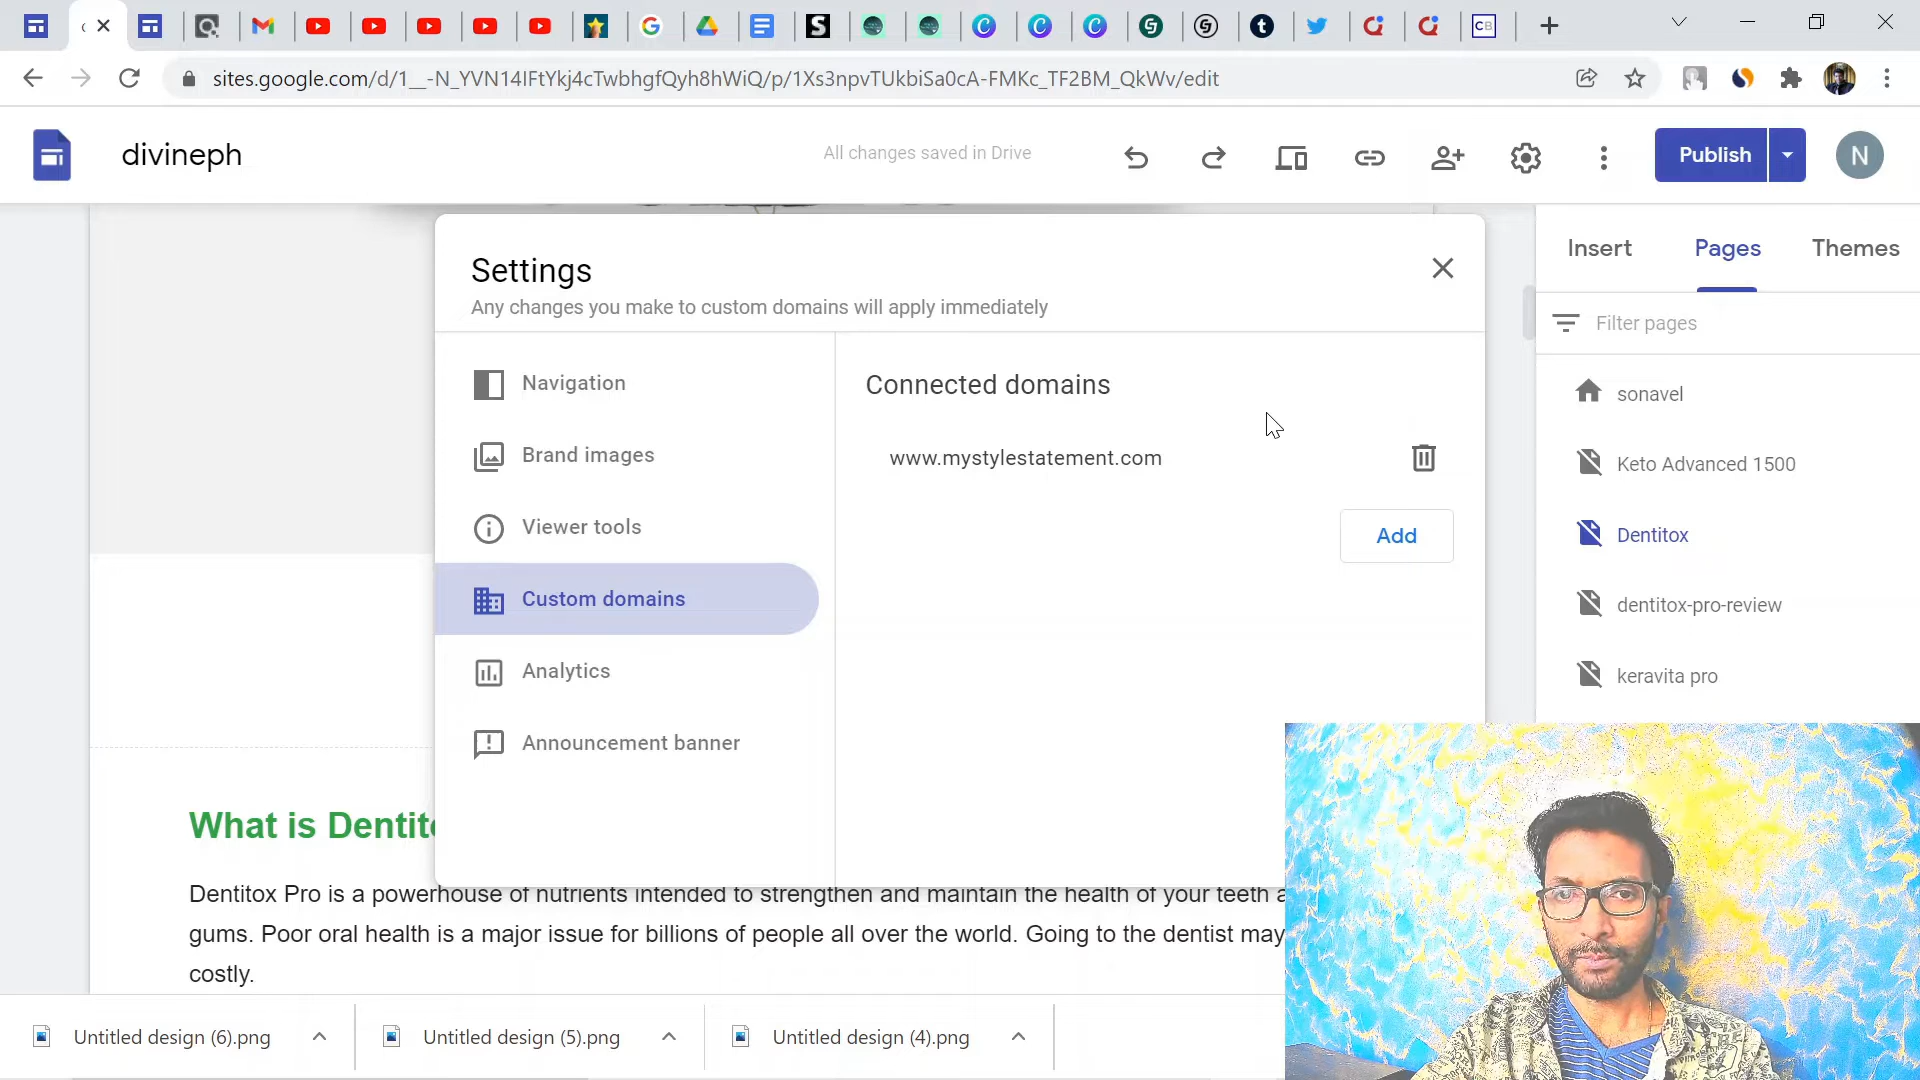 sites.google.com/d/1__-N_YVN14IFtYkj4cTwbhgfQyh8hWiQ/p/1Xs3npvTUkbiSa0cA-FMKc_TF2BM_QkWv/edit
divineph
All changes saved in Drive
Publish
N
Insert
Pages
Themes
Filter pages
sonavel
Keto Advanced 1500
Dentitox
dentitox-pro-review
keravita pro
Settings
Any changes you make to custom domains will apply immediately
Navigation
Brand images
Viewer tools
Custom domains
Analytics
Announcement banner
Connected domains
www.mystylestatement.com
Add
What is Dentito
Dentitox Pro is a powerhouse of nutrients intended to strengthen and maintain the health of your teeth a
gums. Poor oral health is a major issue for billions of people all over the world. Going to the dentist may
costly.
Untitled design (6).png
Untitled design (5).png
Untitled design (4).png